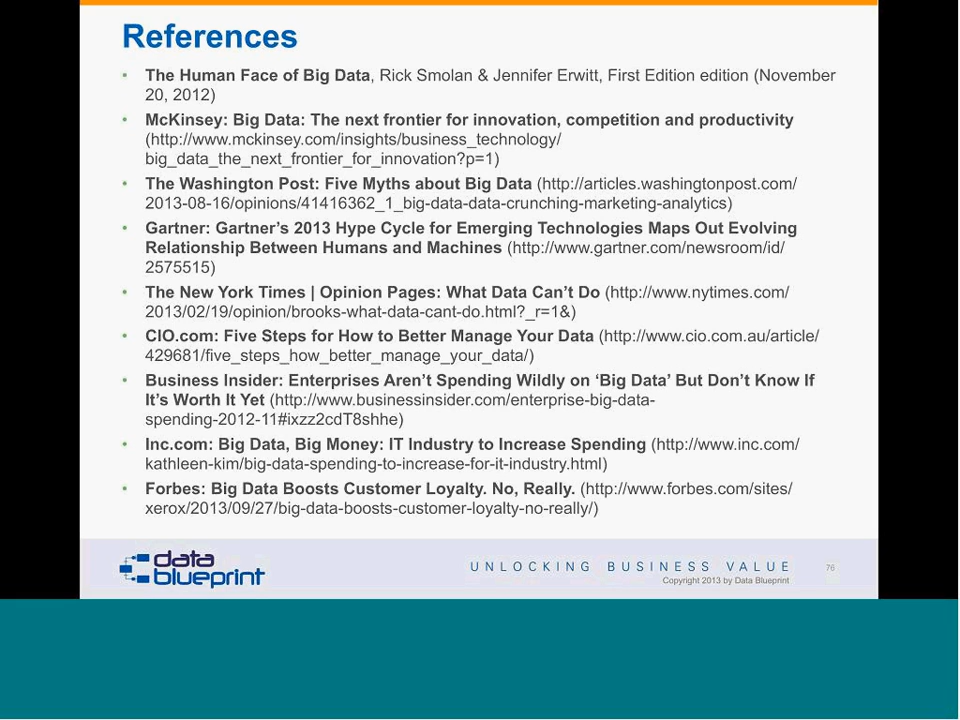 References
• The Human Face of Big Data, Rick Smolan & Jennifer Erwitt, First Edition edition (November
20, 2012)
• McKinsey: Big Data: The next frontier for innovation, competition and productivity
(http://www.mckinsey.com/insights/business_technology/
big_data_the_next_frontier_for_innovation?p=1)
• The Washington Post: Five Myths about Big Data (http://articles.washingtonpost.com/
2013-08-16/opinions/41416362_1_big-data-data-crunching-marketing-analytics)
• Gartner: Gartner’s 2013 Hype Cycle for Emerging Technologies Maps Out Evolving
Relationship Between Humans and Machines (http://www.gartner.com/newsroom/id/
2575515)
• The New York Times | Opinion Pages: What Data Can’t Do (http://www.nytimes.com/
2013/02/19/opinion/brooks-what-data-cant-do.html?_r=1&)
• CIO.com: Five Steps for How to Better Manage Your Data (http://www.cio.com.au/article/
429681/five_steps_how_better_manage_your_data/)
• Business Insider: Enterprises Aren’t Spending Wildly on ‘Big Data’ But Don’t Know If
It’s Worth It Yet (http://www.businessinsider.com/enterprise-big-data-
spending-2012-11#ixzz2cdT8shhe)
• Inc.com: Big Data, Big Money: IT Industry to Increase Spending (http://www.inc.com/
kathleen-kim/big-data-spending-to-increase-for-it-industry.html)
• Forbes: Big Data Boosts Customer Loyalty. No, Really. (http://www.forbes.com/sites/
xerox/2013/09/27/big-data-boosts-customer-loyalty-no-really/)
data
blueprint
UNLOCKING BUSINESS VALUE
Copyright 2013 by Data Blueprint
76